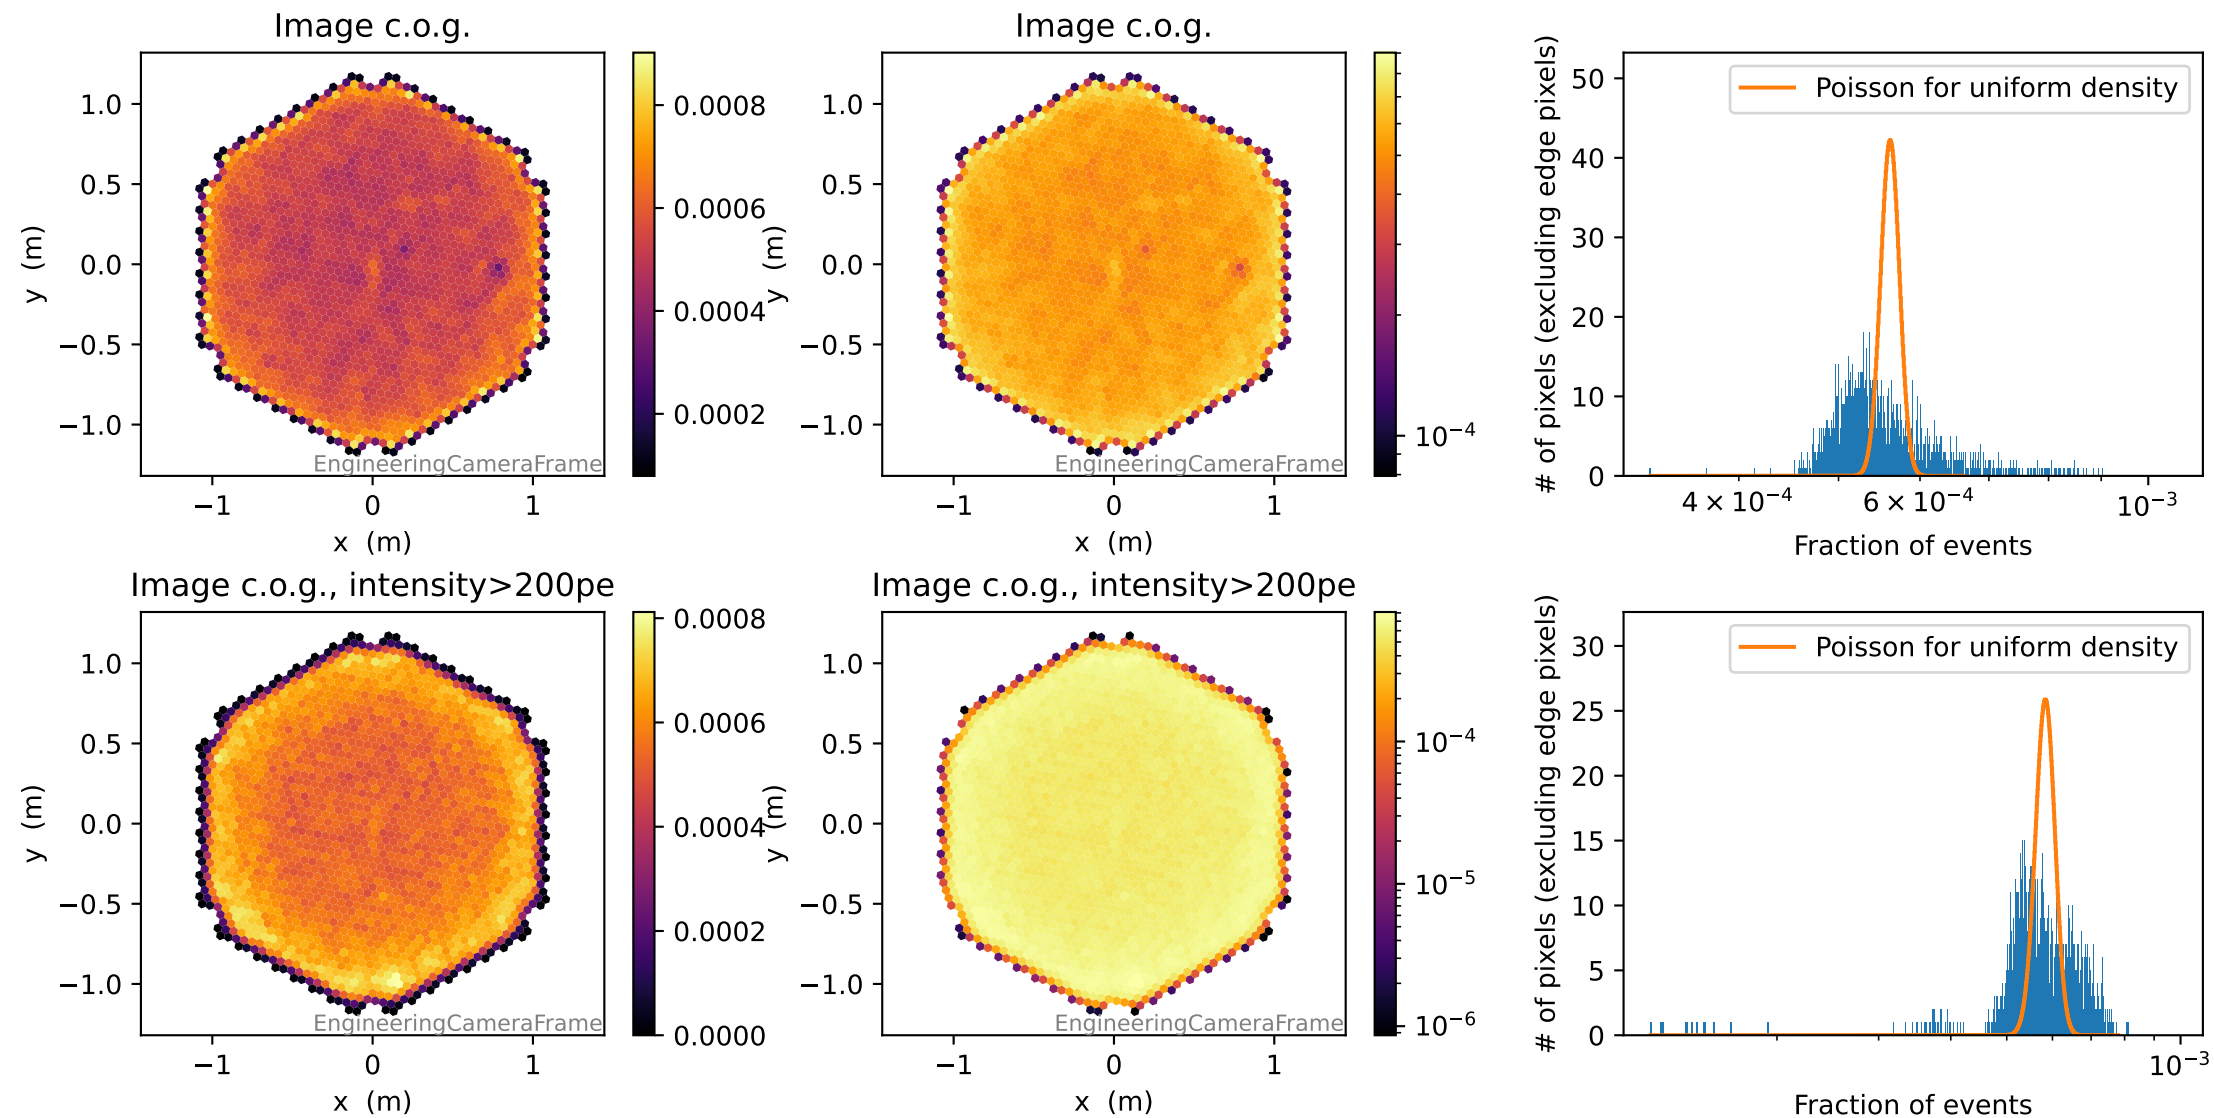 Image c.o.g.
y (m)
1.0
0.5
0.0
−0.5
−1.0
−1
0
1
x (m)
EngineeringCameraFrame
0.0008
0.0006
0.0004
0.0002
Image c.o.g.
y (m)
1.0
0.5
0.0
−0.5
−1.0
−1
0
1
x (m)
EngineeringCameraFrame
10⁻⁴
# of pixels (excluding edge pixels)
50
40
30
20
10
0
Poisson for uniform density
4 × 10⁻⁴
6 × 10⁻⁴
10⁻³
Fraction of events
Image c.o.g., intensity>200pe
y (m)
1.0
0.5
0.0
−0.5
−1.0
−1
0
1
x (m)
EngineeringCameraFrame
0.0008
0.0006
0.0004
0.0002
0.0000
Image c.o.g., intensity>200pe
y (m)
1.0
0.5
0.0
−0.5
−1.0
−1
0
1
x (m)
EngineeringCameraFrame
10⁻⁴
10⁻⁵
10⁻⁶
# of pixels (excluding edge pixels)
30
25
20
15
10
5
0
Poisson for uniform density
10⁻³
Fraction of events